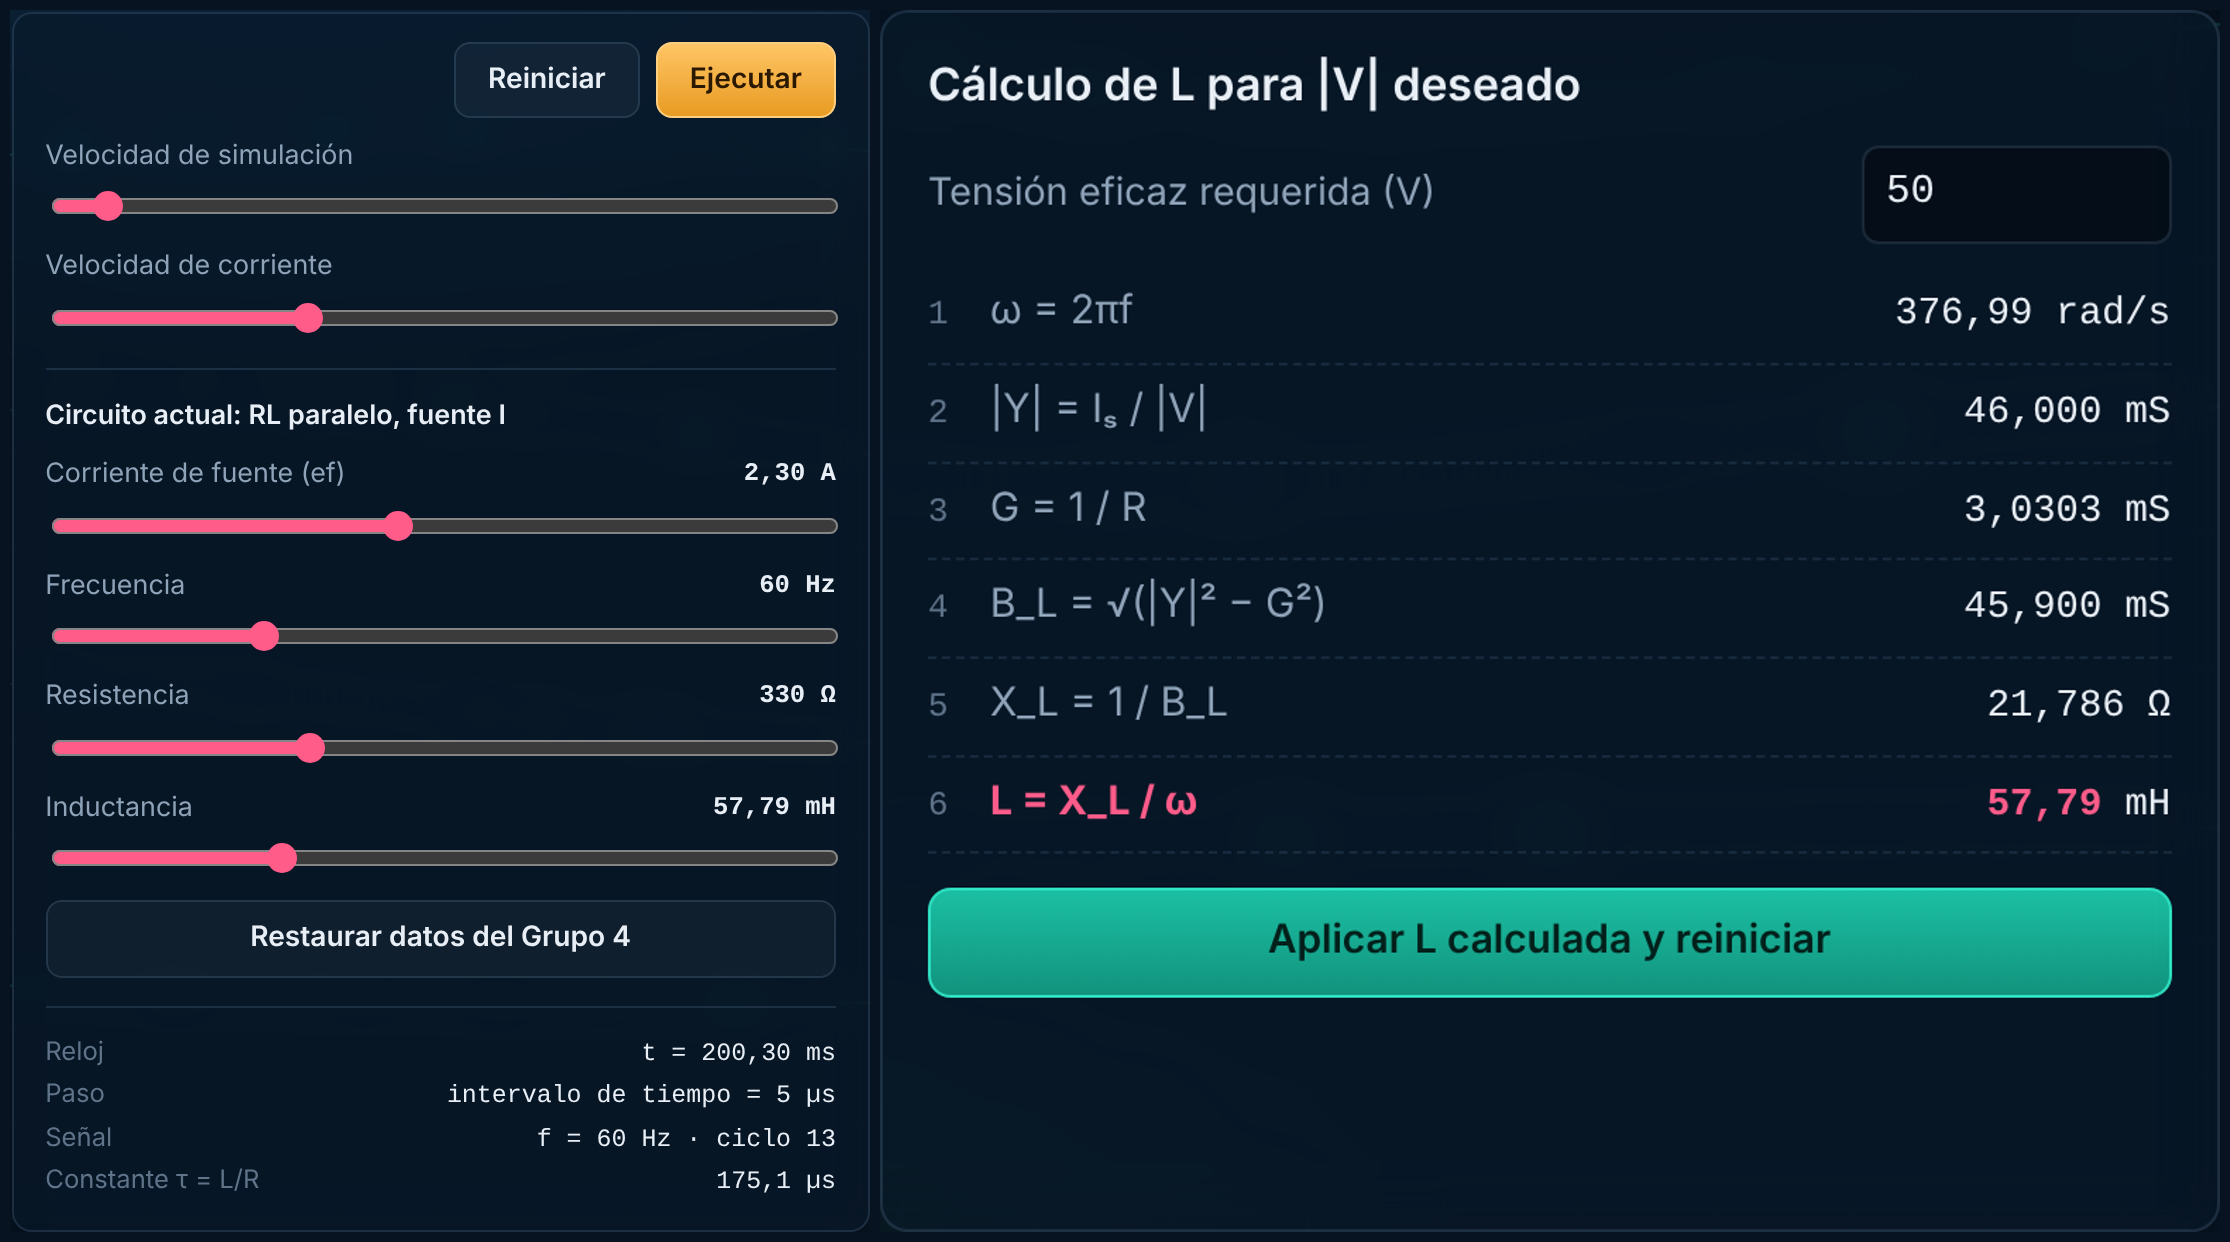 Reiniciar
Ejecutar
Velocidad de simulación
Velocidad de corriente
Circuito actual: RL paralelo, fuente I
Corriente de fuente (ef) 2,30 A
Frecuencia 60 Hz
Resistencia 330 Ω
Inductancia 57,79 mH
Restaurar datos del Grupo 4
Reloj t = 200,30 ms
Paso intervalo de tiempo = 5 µs
Señal f = 60 Hz · ciclo 13
Constante τ = L/R 175,1 µs
Cálculo de L para |V| deseado
Tensión eficaz requerida (V) 50
1 ω = 2πf 376,99 rad/s
2 |Y| = Iₛ / |V| 46,000 mS
3 G = 1 / R 3,0303 mS
4 B_L = √(|Y|² − G²) 45,900 mS
5 X_L = 1 / B_L 21,786 Ω
6 L = X_L / ω 57,79 mH
Aplicar L calculada y reiniciar